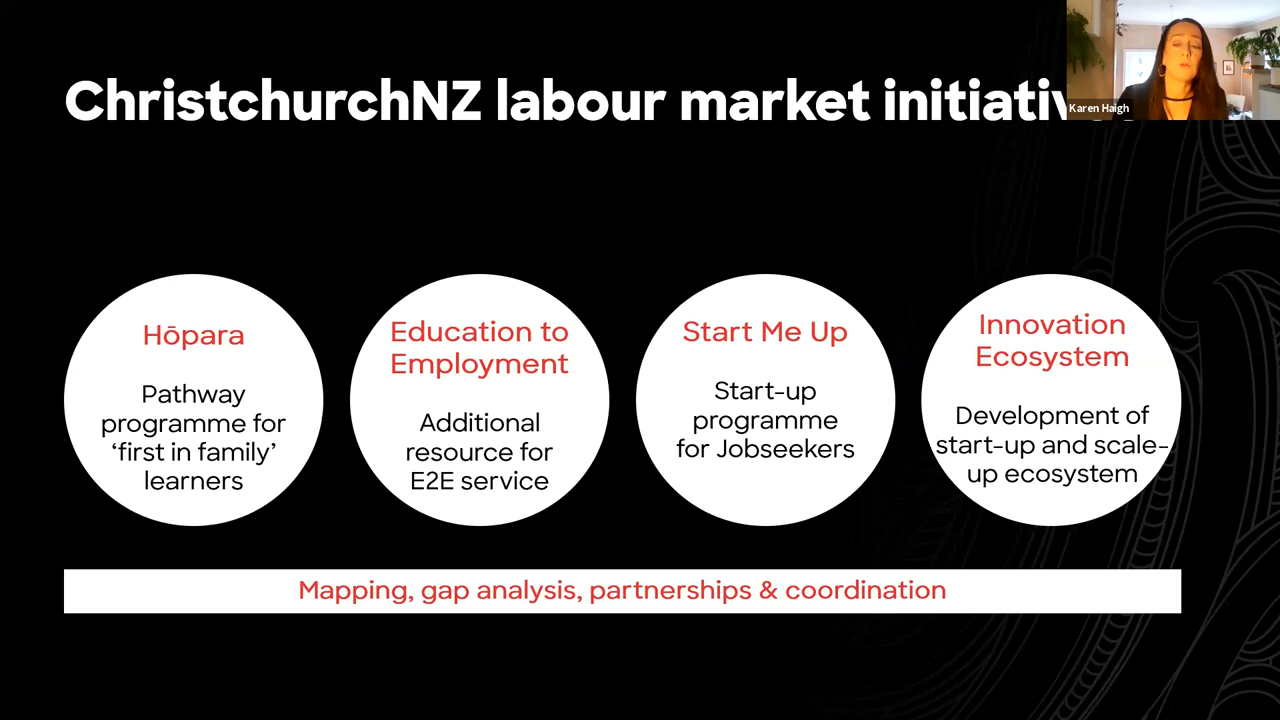 ChristchurchNZ labour market
Karen Haigh
Hōpara
Pathway
programme for
‘first in family’
learners
Education to
Employment
Additional
resource for
E2E service
Start Me Up
Start-up
programme
for Jobseekers
Innovation
Ecosystem
Development of
start-up and scale-
up ecosystem
Mapping, gap analysis, partnerships & coordination